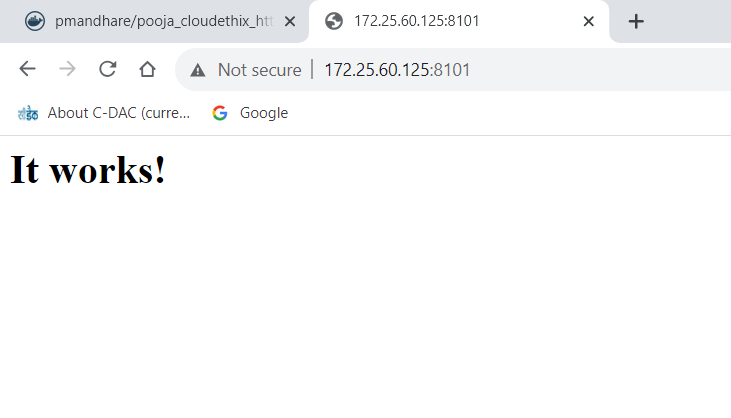 pmandhare/pooja_cloudethix_htt
172.25.60.125:8101
Not secure | 172.25.60.125:8101
About C-DAC (curre...
Google
It works!